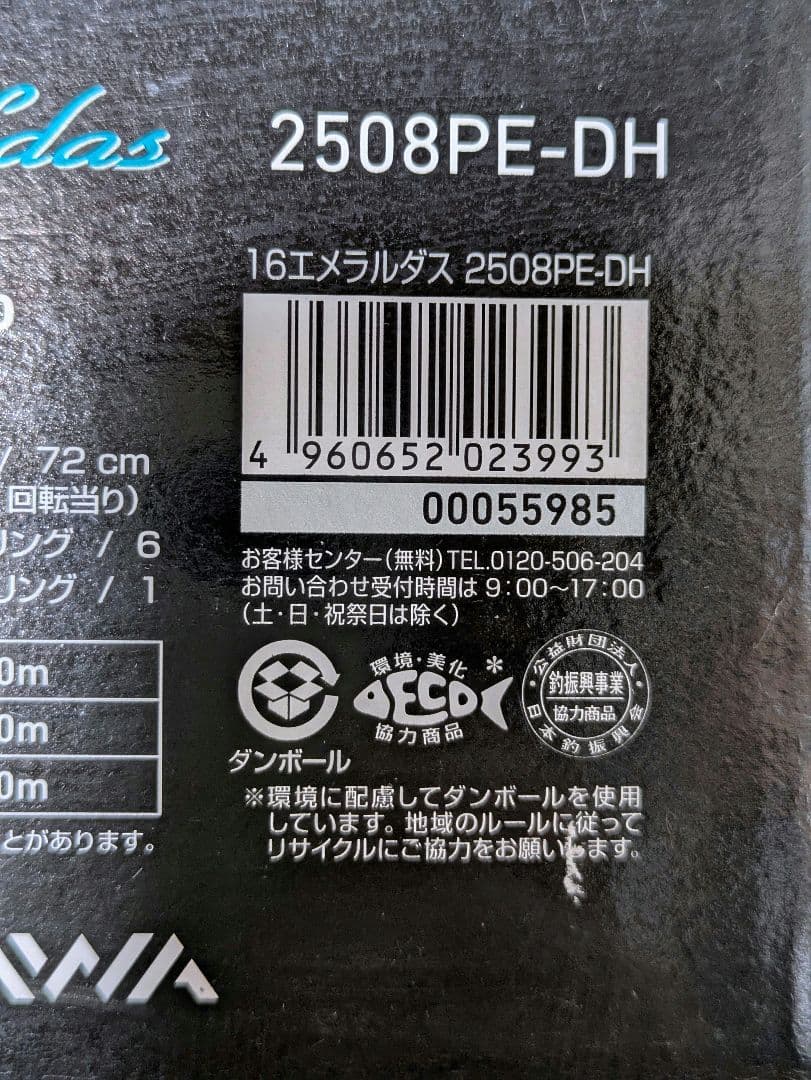 2508PE-DH
16エメラルダス 2508PE-DH
4 960652 023993
00055985
/ 72 cm
回転当り）
リング / 6
リング / 1
お客様センター（無料）TEL.0120-506-204
お問い合わせ受付時間は 9:00～17:00
（土・日・祝祭日は除く）
0m
0m
0m
環境・美化
DECO
協力商品
公益財団法人
釣振興事業
協力商品
日本釣振興会
ダンボール
※環境に配慮してダンボールを使用
しています。地域のルールに従って
リサイクルにご協力をお願いします。
とがあります。